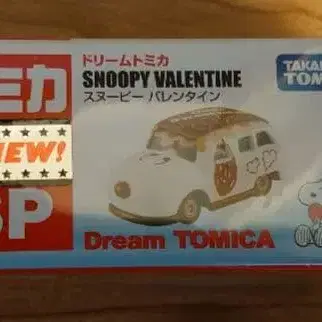 ミカ
NEW!
SP
ドリームトミカ
SNOOPY VALENTINE
スヌーピー バレンタイン
Dream TOMICA
TAKARA
TOMY